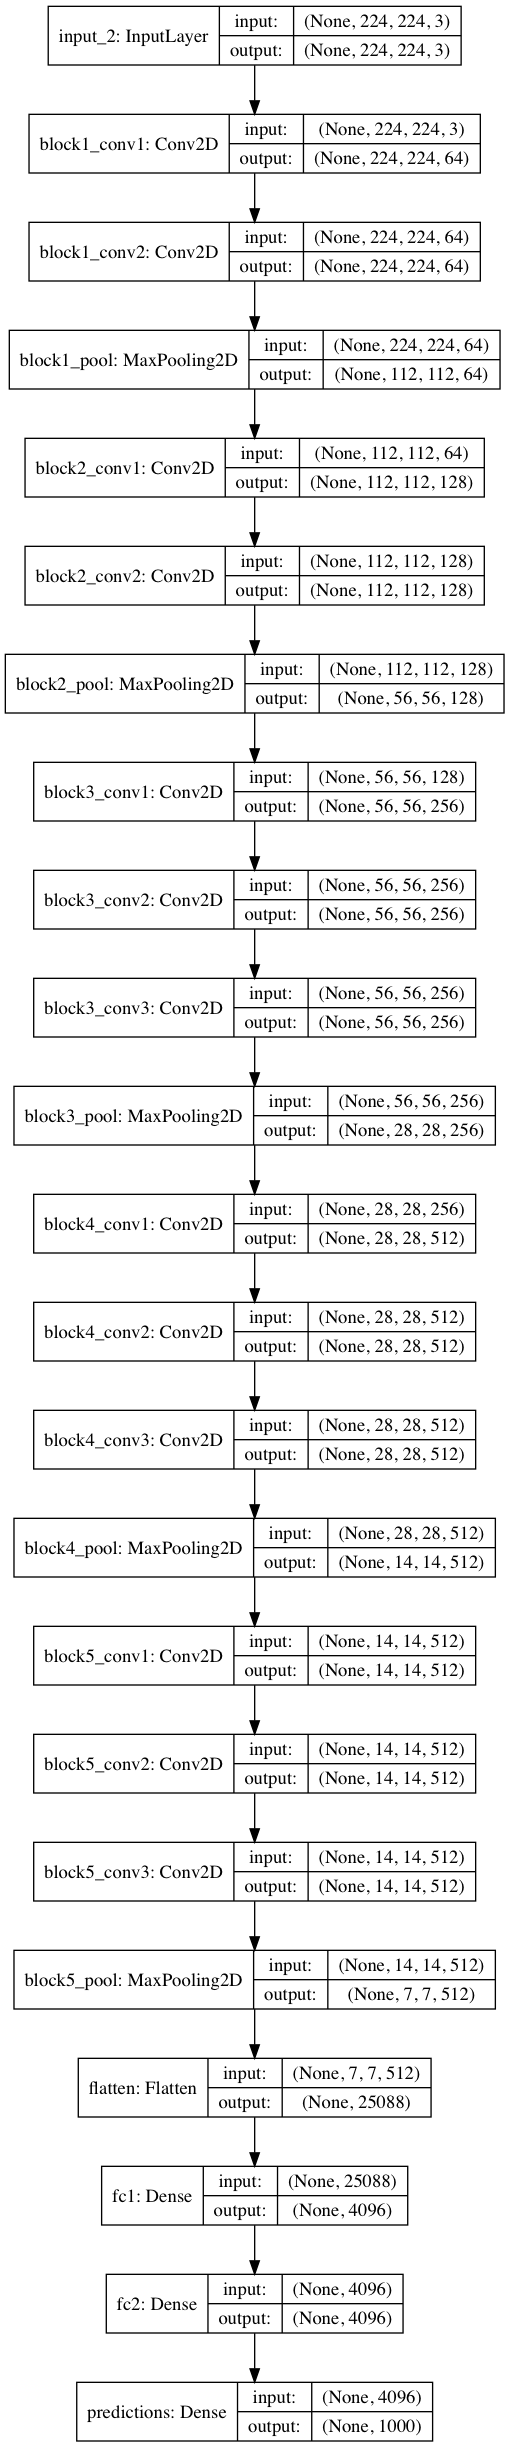 input_2: InputLayer
input: (None, 224, 224, 3)
output: (None, 224, 224, 3)
block1_conv1: Conv2D
input: (None, 224, 224, 3)
output: (None, 224, 224, 64)
block1_conv2: Conv2D
input: (None, 224, 224, 64)
output: (None, 224, 224, 64)
block1_pool: MaxPooling2D
input: (None, 224, 224, 64)
output: (None, 112, 112, 64)
block2_conv1: Conv2D
input: (None, 112, 112, 64)
output: (None, 112, 112, 128)
block2_conv2: Conv2D
input: (None, 112, 112, 128)
output: (None, 112, 112, 128)
block2_pool: MaxPooling2D
input: (None, 112, 112, 128)
output: (None, 56, 56, 128)
block3_conv1: Conv2D
input: (None, 56, 56, 128)
output: (None, 56, 56, 256)
block3_conv2: Conv2D
input: (None, 56, 56, 256)
output: (None, 56, 56, 256)
block3_conv3: Conv2D
input: (None, 56, 56, 256)
output: (None, 56, 56, 256)
block3_pool: MaxPooling2D
input: (None, 56, 56, 256)
output: (None, 28, 28, 256)
block4_conv1: Conv2D
input: (None, 28, 28, 256)
output: (None, 28, 28, 512)
block4_conv2: Conv2D
input: (None, 28, 28, 512)
output: (None, 28, 28, 512)
block4_conv3: Conv2D
input: (None, 28, 28, 512)
output: (None, 28, 28, 512)
block4_pool: MaxPooling2D
input: (None, 28, 28, 512)
output: (None, 14, 14, 512)
block5_conv1: Conv2D
input: (None, 14, 14, 512)
output: (None, 14, 14, 512)
block5_conv2: Conv2D
input: (None, 14, 14, 512)
output: (None, 14, 14, 512)
block5_conv3: Conv2D
input: (None, 14, 14, 512)
output: (None, 14, 14, 512)
block5_pool: MaxPooling2D
input: (None, 14, 14, 512)
output: (None, 7, 7, 512)
flatten: Flatten
input: (None, 7, 7, 512)
output: (None, 25088)
fc1: Dense
input: (None, 25088)
output: (None, 4096)
fc2: Dense
input: (None, 4096)
output: (None, 4096)
predictions: Dense
input: (None, 4096)
output: (None, 1000)